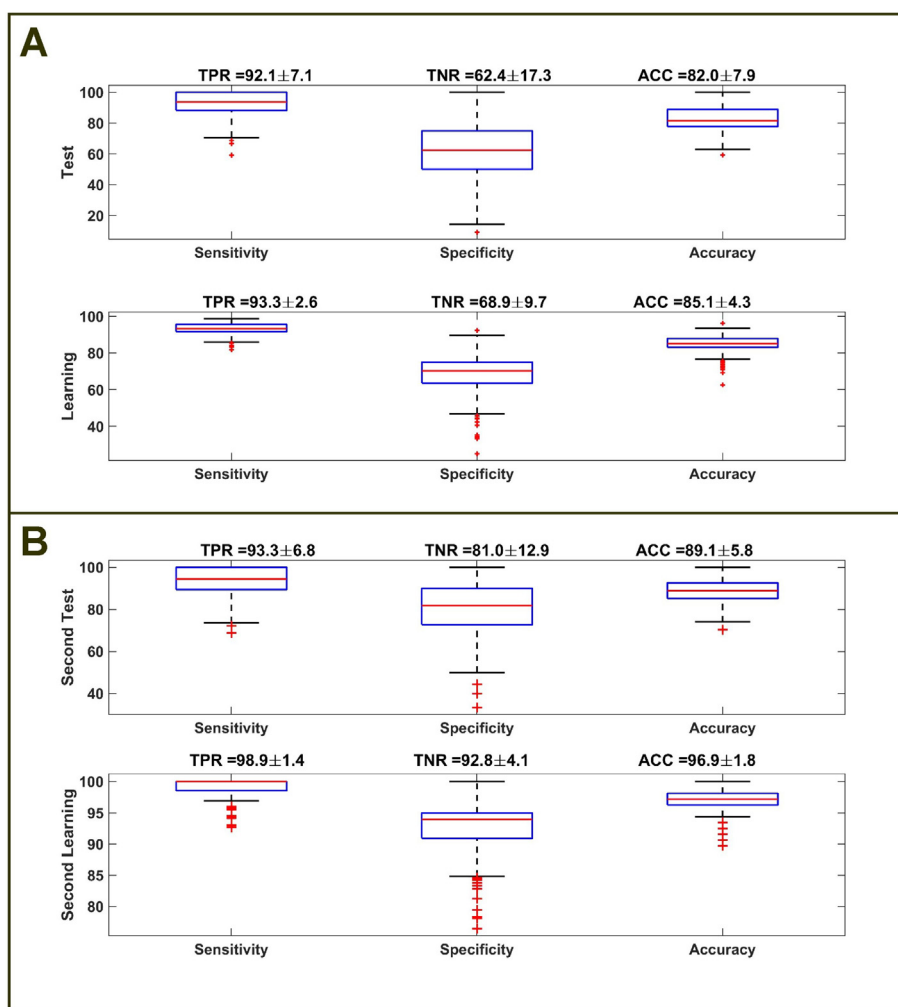 A
TPR =92.1±7.1 TNR =62.4±17.3 ACC =82.0±7.9
100
80
60
40
20
Test
Sensitivity Specificity Accuracy
TPR =93.3±2.6 TNR =68.9±9.7 ACC =85.1±4.3
100
80
60
40
Learning
Sensitivity Specificity Accuracy
B
TPR =93.3±6.8 TNR =81.0±12.9 ACC =89.1±5.8
100
80
60
40
Second Test
Sensitivity Specificity Accuracy
TPR =98.9±1.4 TNR =92.8±4.1 ACC =96.9±1.8
100
95
90
85
80
Second Learning
Sensitivity Specificity Accuracy